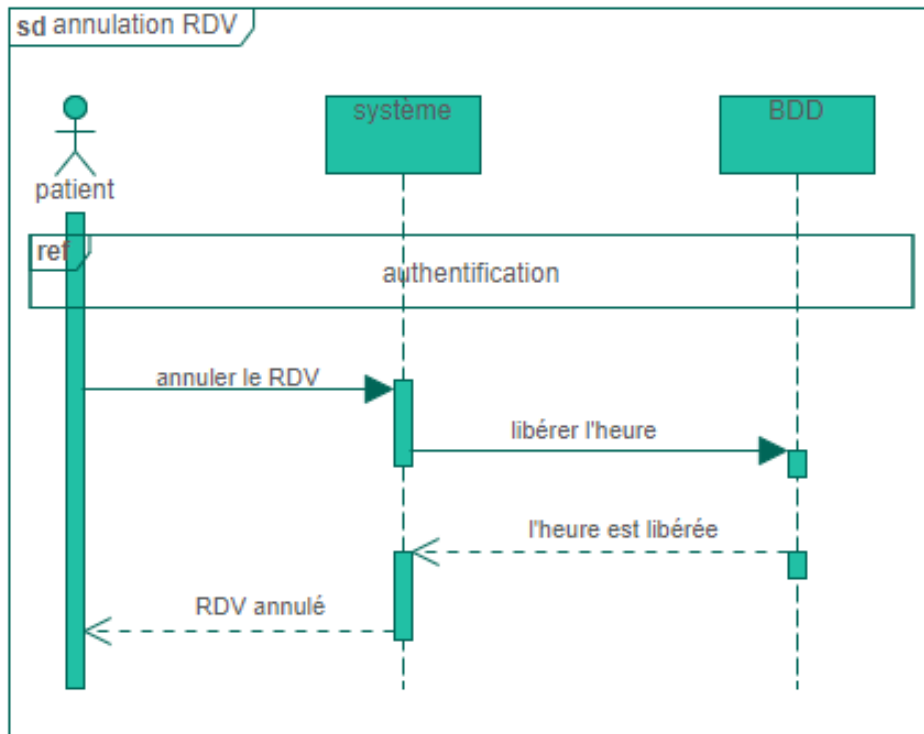 sd annulation RDV
système
BDD
patient
ref
authentification
annuler le RDV
libérer l'heure
l'heure est libérée
RDV annulé